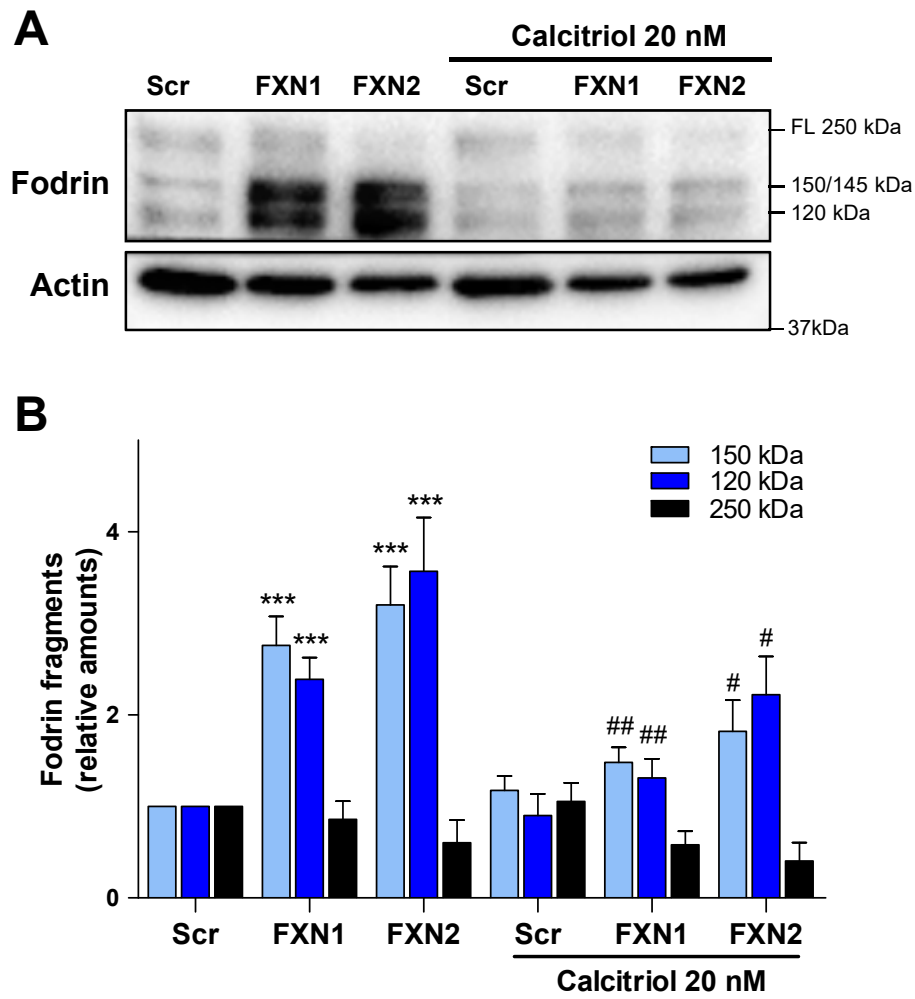 A
Calcitriol 20 nM
Scr FXN1 FXN2 Scr FXN1 FXN2
Fodrin
FL 250 kDa
150/145 kDa
120 kDa
Actin
37kDa
B
Fodrin fragments
(relative amounts)
4
2
0
150 kDa
120 kDa
250 kDa
*** *** *** *** ## ## # #
Scr FXN1 FXN2 Scr FXN1 FXN2
Calcitriol 20 nM